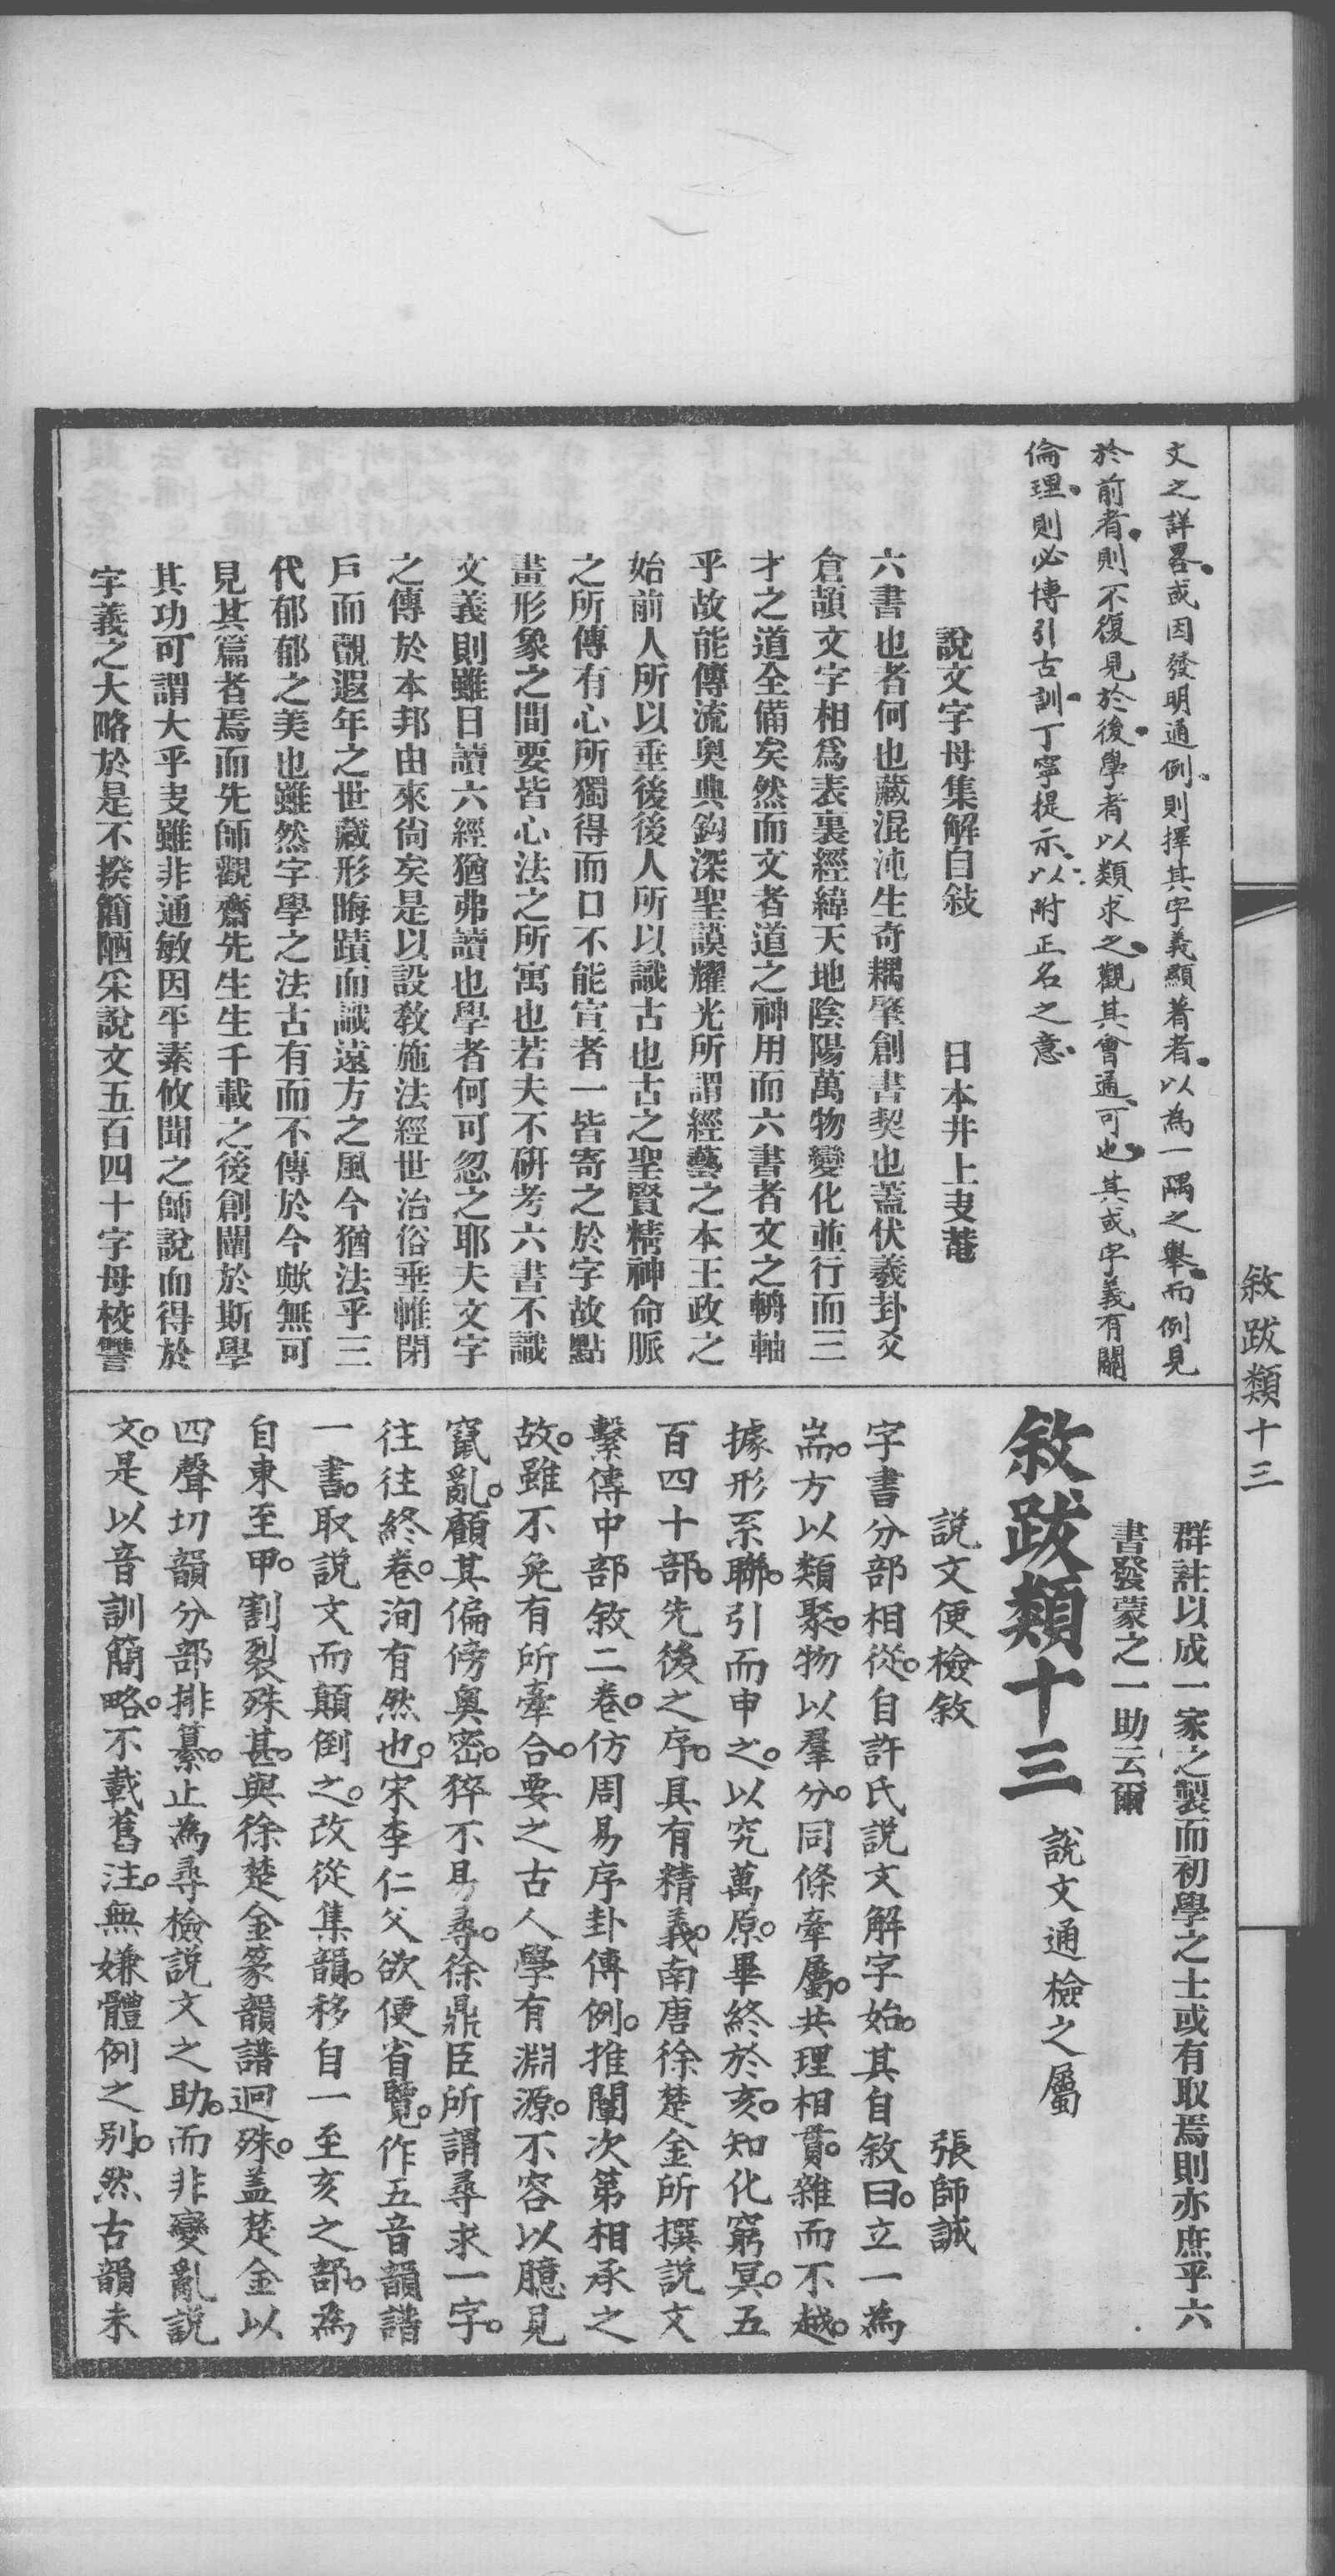 文之詳畧或因發明通例則擇其字義顯著者以為一隅之舉而例見
於前者則不復見於後學者以類求之觀其會通可也其或字義有關
倫理則必博引古訓丁寧提示以附正名之意
說文字母集解自敍　日本井上支菴
六書也者何也藏混沌生奇耦肇創書契也蓋伏羲卦爻
倉頡文字相爲表裏經緯天地陰陽萬物變化並行而三
才之道全備矣然而文者道之神用而六書者文之輨軸
乎故能傳流奥典鈎深聖謨耀光所謂經藝之本王政之
始前人所以垂後後人所以識古也古之聖賢精神命脈
之所傳有心所獨得而口不能宣者一皆寄之於字故點
畫形象之間要皆心法之所寓也若夫不研考六書不識
文義則雖日讀六經猶弗讀也學者何可忽之耶夫文字
之傳於本邦由來尙矣是以設敎施法經世治俗垂帷閉
戶而覩遐年之世藏形晦蹟而識遠方之風今猶法乎三
代郁郁之美也雖然字學之法古有而不傳於今歟無可
見其篇者焉而先師觀齋先生生千載之後創闡於斯學
其功可謂大乎支雖非通敏因平素攸聞之師說而得於
字義之大略於是不揆簡陋采說文五百四十字母校讐
群註以成一家之製而初學之士或有取焉則亦庶乎六
書發蒙之一助云爾
敘跋類十三　說文通檢之屬
說文便檢敘　張師誠
字書分部相從。自許氏説文解字始。其自敘曰。立一為
耑。方以類聚。物以羣分。同條牽屬。共理相貫。雜而不越。
據形系聯。引而申之。以究萬原。畢終於亥。知化窮冥。五
百四十部。先後之序。具有精義。南唐徐楚金所撰説文
繫傳中部敘二卷。仿周易序卦傳例。推闡次第相承之
故。雖不免有所牽合。要之古人學有淵源。不容以臆見
竄亂。顧其偏傍奥密。猝不易尋。徐鼎臣所謂尋求一字。
往往終卷。洵有然也。宋李仁父欲便省覽。作五音韻譜
一書。取説文而顛倒之。改從集韻。移自一至亥之部。為
自東至甲。割裂殊甚。與徐楚金篆韻譜迥殊。盖楚金以
四聲切韻分部排纂。止為尋檢説文之助。而非變亂説
文。是以音訓簡略。不載舊注。無嫌體例之别。然古韻未
敘跋類十三